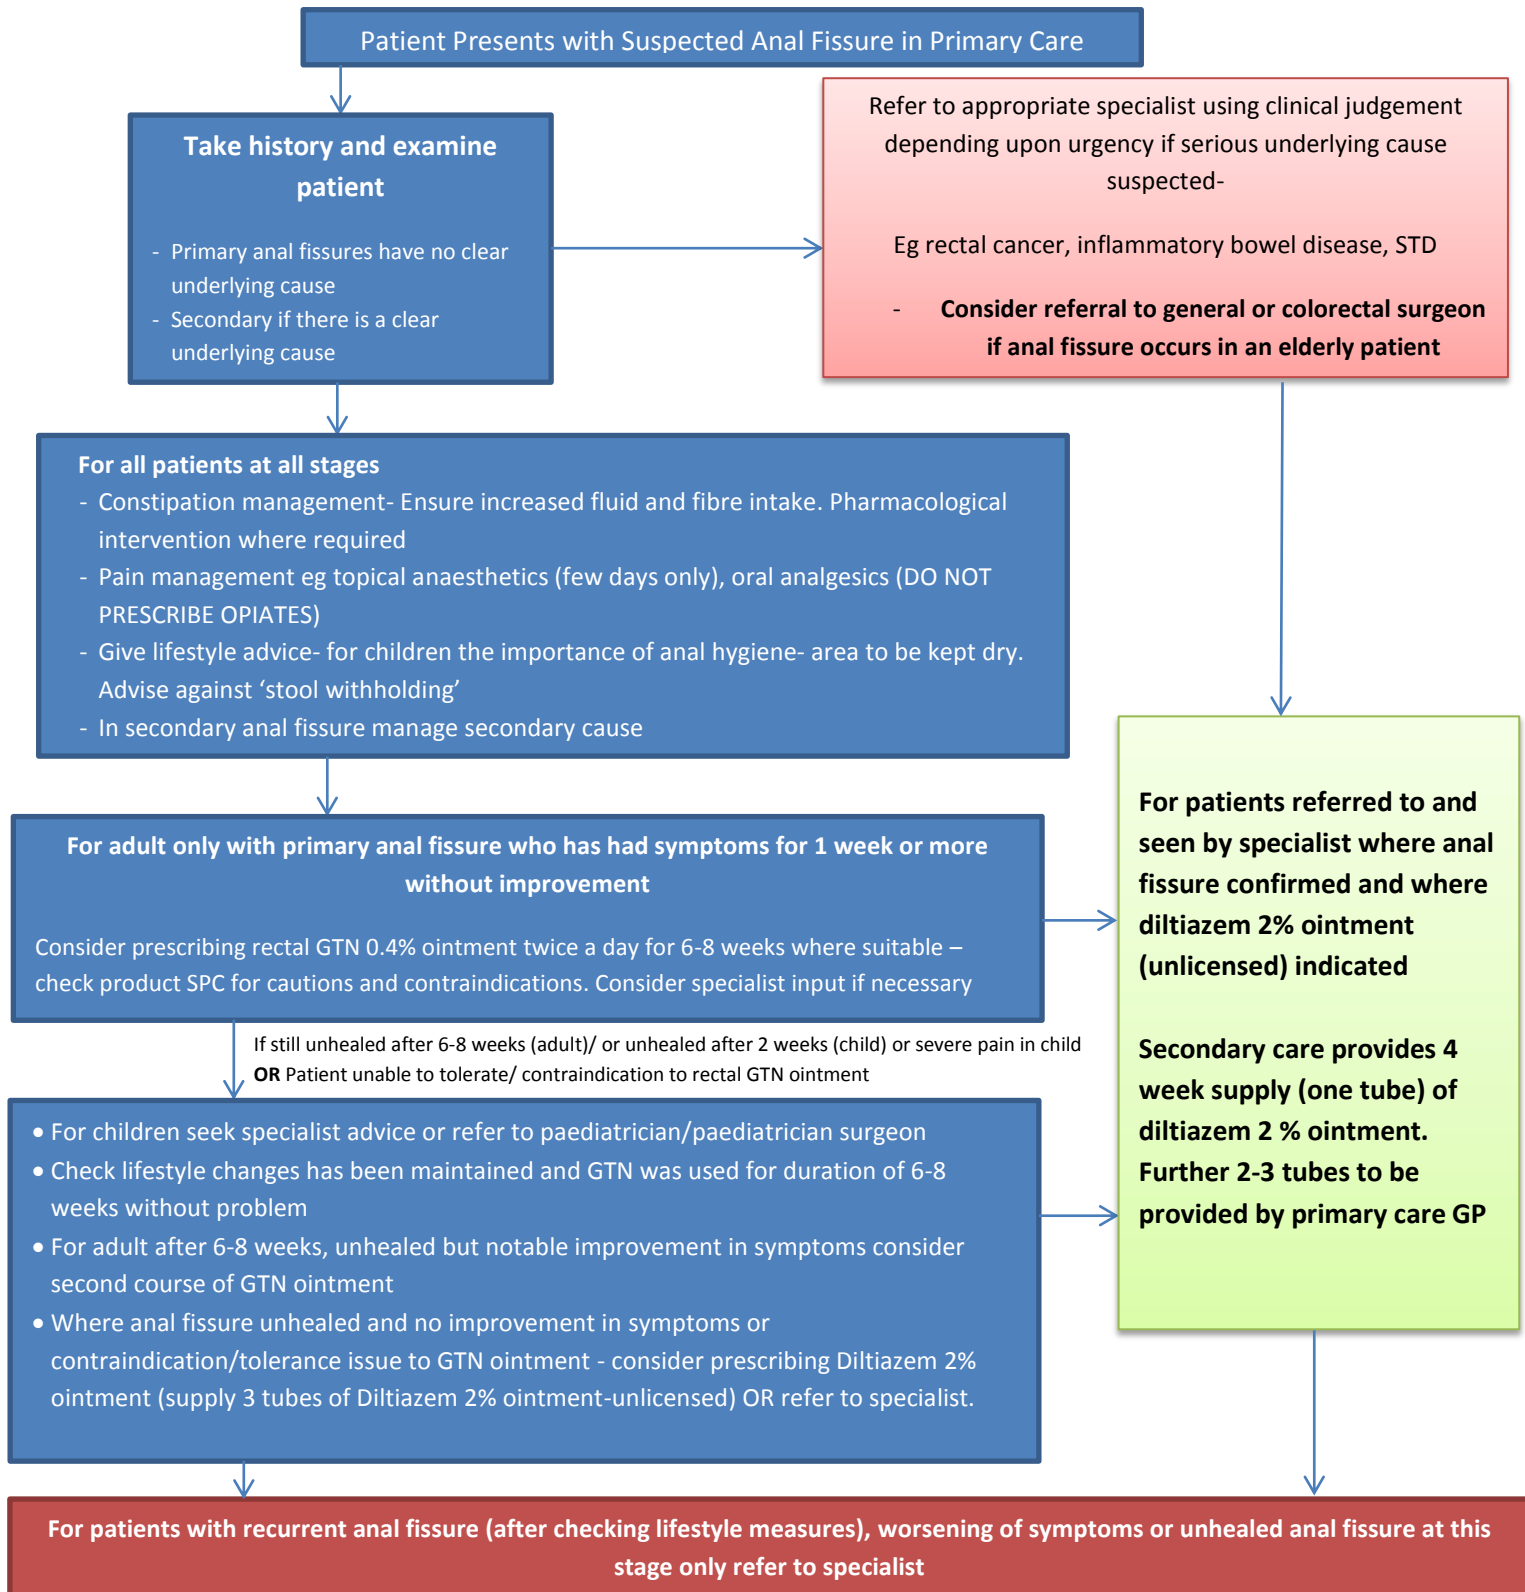 Patient Presents with Suspected Anal Fissure in Primary Care
Take history and examine
patient
- Primary anal fissures have no clear
underlying cause
- Secondary if there is a clear
underlying cause
Refer to appropriate specialist using clinical judgement
depending upon urgency if serious underlying cause
suspected-
Eg rectal cancer, inflammatory bowel disease, STD
- Consider referral to general or colorectal surgeon
if anal fissure occurs in an elderly patient
For all patients at all stages
- Constipation management- Ensure increased fluid and fibre intake. Pharmacological
intervention where required
- Pain management eg topical anaesthetics (few days only), oral analgesics (DO NOT
PRESCRIBE OPIATES)
- Give lifestyle advice- for children the importance of anal hygiene- area to be kept dry.
Advise against ‘stool withholding’
- In secondary anal fissure manage secondary cause
For adult only with primary anal fissure who has had symptoms for 1 week or more
without improvement
Consider prescribing rectal GTN 0.4% ointment twice a day for 6-8 weeks where suitable –
check product SPC for cautions and contraindications. Consider specialist input if necessary
If still unhealed after 6-8 weeks (adult)/ or unhealed after 2 weeks (child) or severe pain in child
OR Patient unable to tolerate/ contraindication to rectal GTN ointment
• For children seek specialist advice or refer to paediatrician/paediatrician surgeon
• Check lifestyle changes has been maintained and GTN was used for duration of 6-8
weeks without problem
• For adult after 6-8 weeks, unhealed but notable improvement in symptoms consider
second course of GTN ointment
• Where anal fissure unhealed and no improvement in symptoms or
contraindication/tolerance issue to GTN ointment - consider prescribing Diltiazem 2%
ointment (supply 3 tubes of Diltiazem 2% ointment-unlicensed) OR refer to specialist.
For patients referred to and
seen by specialist where anal
fissure confirmed and where
diltiazem 2% ointment
(unlicensed) indicated
Secondary care provides 4
week supply (one tube) of
diltiazem 2 % ointment.
Further 2-3 tubes to be
provided by primary care GP
For patients with recurrent anal fissure (after checking lifestyle measures), worsening of symptoms or unhealed anal fissure at this
stage only refer to specialist